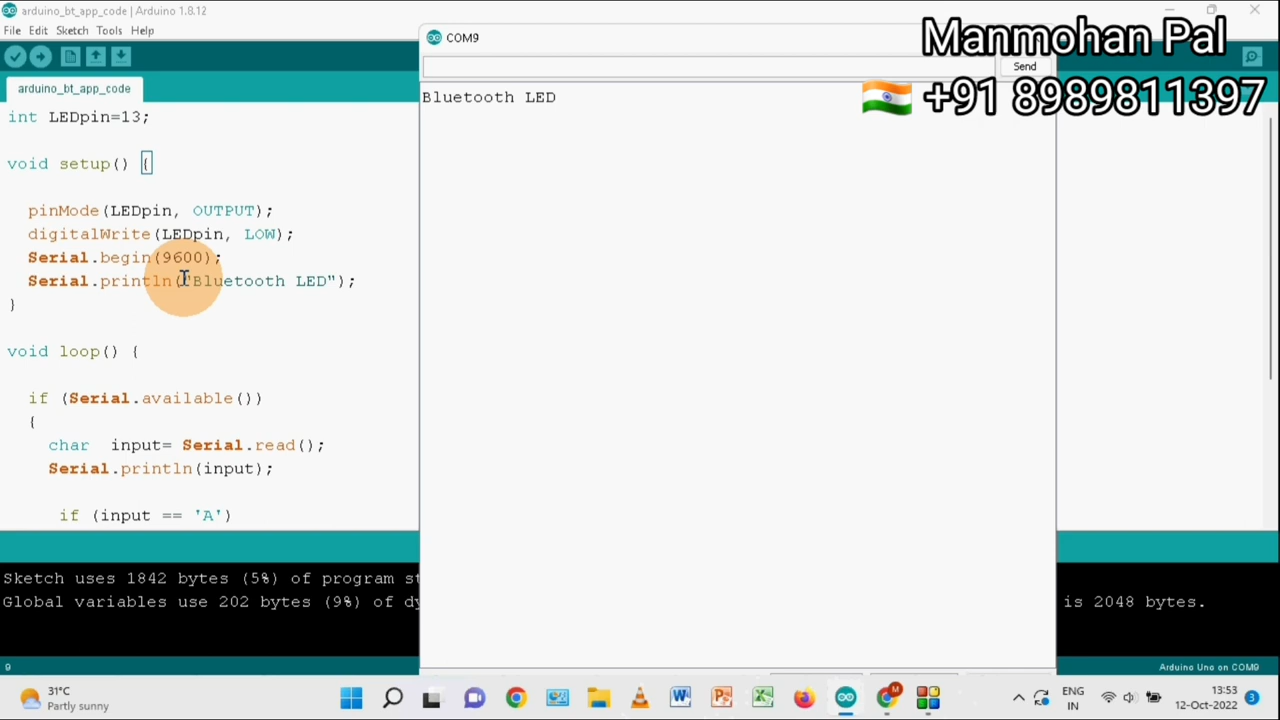 arduino_bt_app_code | Arduino 1.8.12
File Edit Sketch Tools Help
COM9
Manmohan Pal
Send
+91 8989811397
arduino_bt_app_code
Bluetooth LED
int LEDpin=13;
void setup() {
pinMode(LEDpin, OUTPUT);
digitalWrite(LEDpin, LOW);
Serial.begin(9600);
Serial.println("Bluetooth LED");
}
void loop() {
if (Serial.available())
{
char  input= Serial.read();
Serial.println(input);
if (input == 'A')
Sketch uses 1842 bytes (5%) of program st
Global variables use 202 bytes (9%) of dy is 2048 bytes.
9 Arduino Uno on COM9
31°C
Partly sunny
ENG
IN
13:53
12-Oct-2022
3